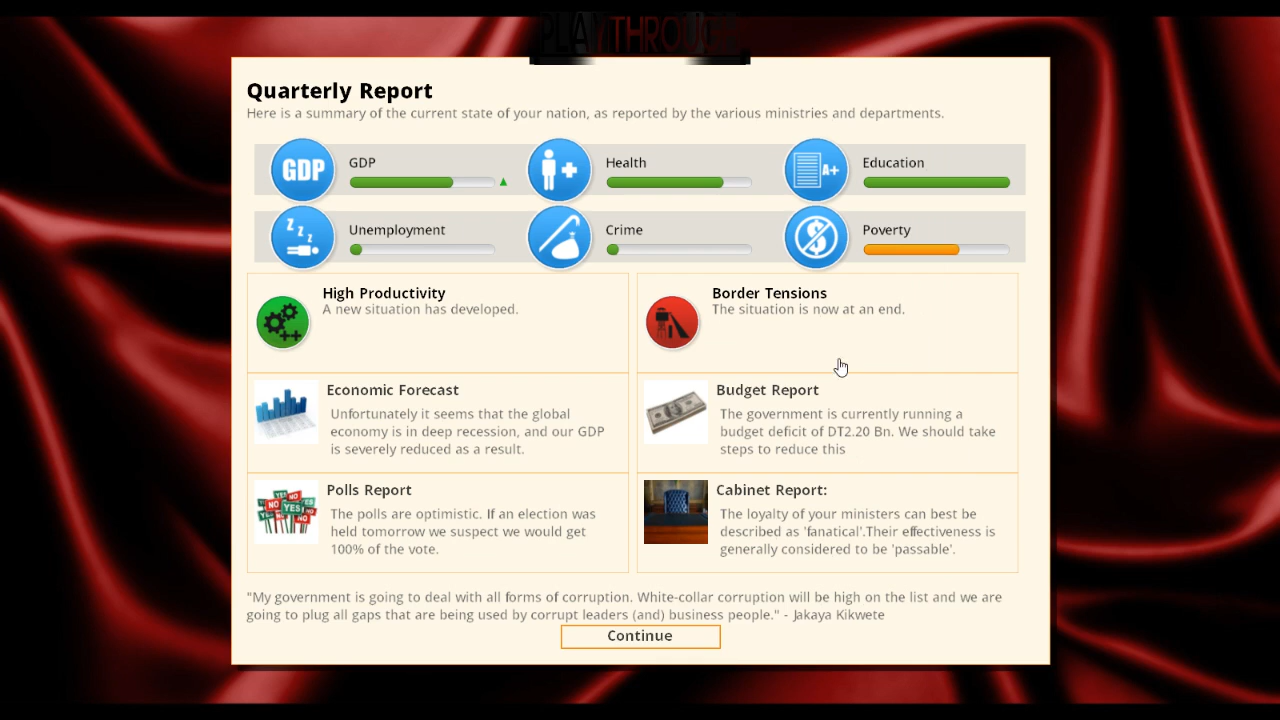 PLAYTHROUGH
Quarterly Report
Here is a summary of the current state of your nation, as reported by the various ministries and departments.
GDP GDP Health A+ Education
Z Z Z Unemployment Crime $ Poverty
High Productivity
A new situation has developed.
Border Tensions
The situation is now at an end.
Economic Forecast
Unfortunately it seems that the global
economy is in deep recession, and our GDP
is severely reduced as a result.
Budget Report
The government is currently running a
budget deficit of DT2.20 Bn. We should take
steps to reduce this
YES NO YES NO NO
Polls Report
The polls are optimistic. If an election was
held tomorrow we suspect we would get
100% of the vote.
Cabinet Report:
The loyalty of your ministers can best be
described as 'fanatical'.Their effectiveness is
generally considered to be 'passable'.
"My government is going to deal with all forms of corruption. White-collar corruption will be high on the list and we are
going to plug all gaps that are being used by corrupt leaders (and) business people." - Jakaya Kikwete
Continue